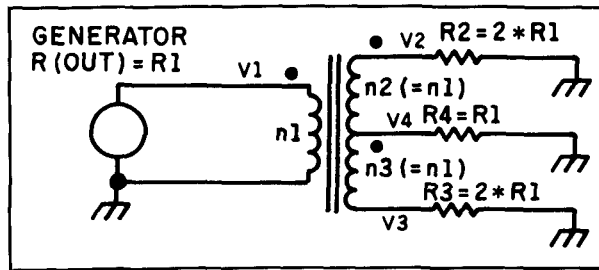 GENERATOR
R(OUT)=R1
V1
n1
V2
R2=2*R1
n2(=n1)
V4
R4=R1
n3(=n1)
R3=2*R1
V3